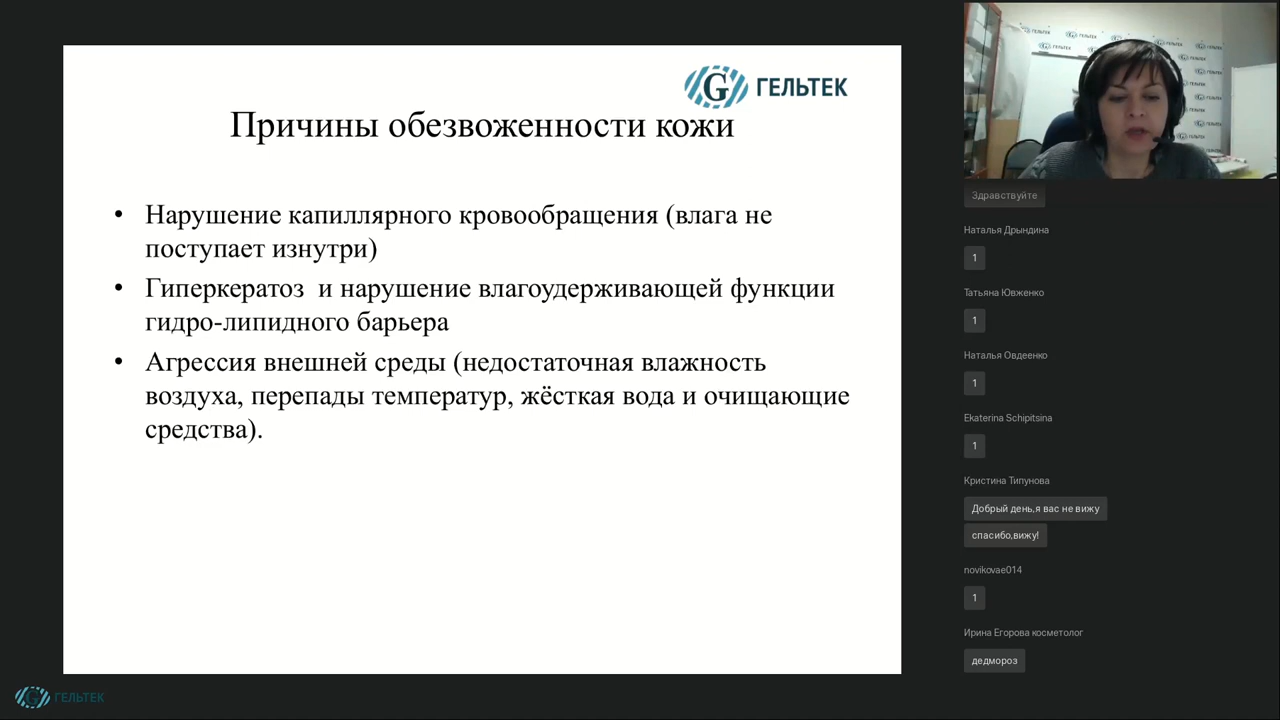 ГЕЛЬТЕК
Причины обезвоженности кожи
• Нарушение капиллярного кровообращения (влага не
поступает изнутри)
• Гиперкератоз и нарушение влагоудерживающей функции
гидро-липидного барьера
• Агрессия внешней среды (недостаточная влажность
воздуха, перепады температур, жёсткая вода и очищающие
средства).
ГЕЛЬТЕК
Здравствуйте
Наталья Дрындина
1
Татьяна Ювженко
1
Наталья Овдеенко
1
Ekaterina Schipitsina
1
Кристина Типунова
Добрый день,я вас не вижу
спасибо,вижу!
novikovae014
1
Ирина Егорова косметолог
дедмороз